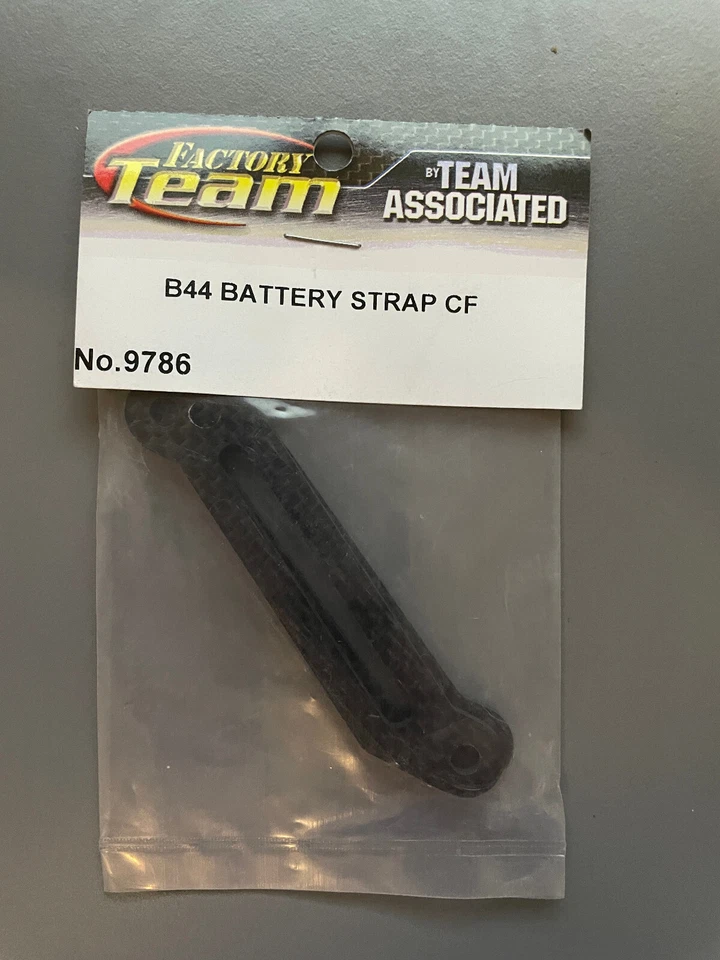 FACTORY
Team
BY TEAM
ASSOCIATED
B44 BATTERY STRAP CF
No.9786